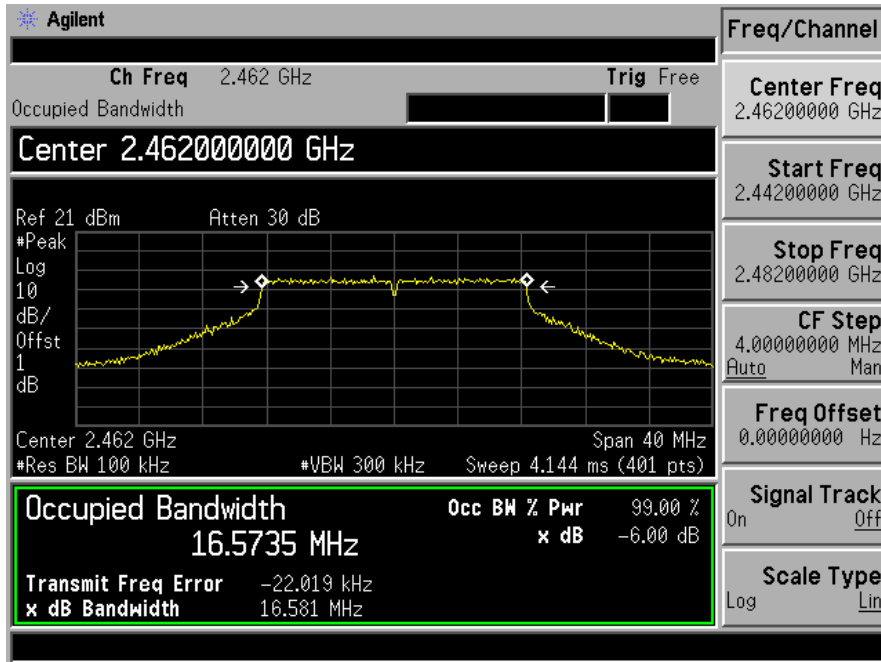 Agilent
Ch Freq 2.462 GHz Trig Free
Occupied Bandwidth
Center 2.462000000 GHz
Ref 21 dBm Atten 30 dB
#Peak
Log
10
dB/
Offst
1
dB
Center 2.462 GHz Span 40 MHz
#Res BW 100 kHz #VBW 300 kHz Sweep 4.144 ms (401 pts)
Occupied Bandwidth
16.5735 MHz
Occ BW % Pwr 99.00 %
x dB -6.00 dB
Transmit Freq Error -22.019 kHz
x dB Bandwidth 16.581 MHz
Freq/Channel
Center Freq
2.46200000 GHz
Start Freq
2.44200000 GHz
Stop Freq
2.48200000 GHz
CF Step
4.00000000 MHz
Auto Man
Freq Offset
0.00000000 Hz
Signal Track
On Off
Scale Type
Log Lin